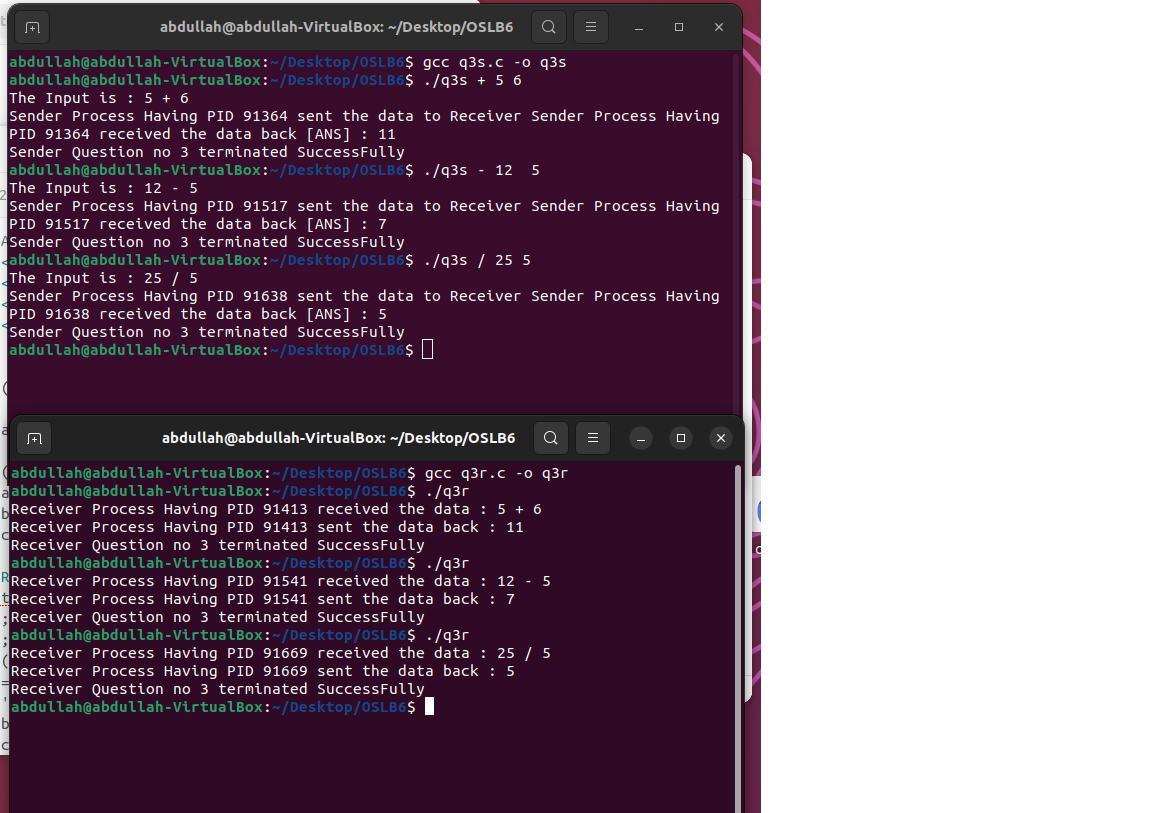 abdullah@abdullah-VirtualBox: ~/Desktop/OSLB6
abdullah@abdullah-VirtualBox:~/Desktop/OSLB6$ gcc q3s.c -o q3s
abdullah@abdullah-VirtualBox:~/Desktop/OSLB6$ ./q3s + 5 6
The Input is : 5 + 6
Sender Process Having PID 91364 sent the data to Receiver Sender Process Having
PID 91364 received the data back [ANS] : 11
Sender Question no 3 terminated SuccessFully
abdullah@abdullah-VirtualBox:~/Desktop/OSLB6$ ./q3s - 12  5
The Input is : 12 - 5
Sender Process Having PID 91517 sent the data to Receiver Sender Process Having
PID 91517 received the data back [ANS] : 7
Sender Question no 3 terminated SuccessFully
abdullah@abdullah-VirtualBox:~/Desktop/OSLB6$ ./q3s / 25 5
The Input is : 25 / 5
Sender Process Having PID 91638 sent the data to Receiver Sender Process Having
PID 91638 received the data back [ANS] : 5
Sender Question no 3 terminated SuccessFully
abdullah@abdullah-VirtualBox:~/Desktop/OSLB6$
abdullah@abdullah-VirtualBox: ~/Desktop/OSLB6
abdullah@abdullah-VirtualBox:~/Desktop/OSLB6$ gcc q3r.c -o q3r
abdullah@abdullah-VirtualBox:~/Desktop/OSLB6$ ./q3r
Receiver Process Having PID 91413 received the data : 5 + 6
Receiver Process Having PID 91413 sent the data back : 11
Receiver Question no 3 terminated SuccessFully
abdullah@abdullah-VirtualBox:~/Desktop/OSLB6$ ./q3r
Receiver Process Having PID 91541 received the data : 12 - 5
Receiver Process Having PID 91541 sent the data back : 7
Receiver Question no 3 terminated SuccessFully
abdullah@abdullah-VirtualBox:~/Desktop/OSLB6$ ./q3r
Receiver Process Having PID 91669 received the data : 25 / 5
Receiver Process Having PID 91669 sent the data back : 5
Receiver Question no 3 terminated SuccessFully
abdullah@abdullah-VirtualBox:~/Desktop/OSLB6$